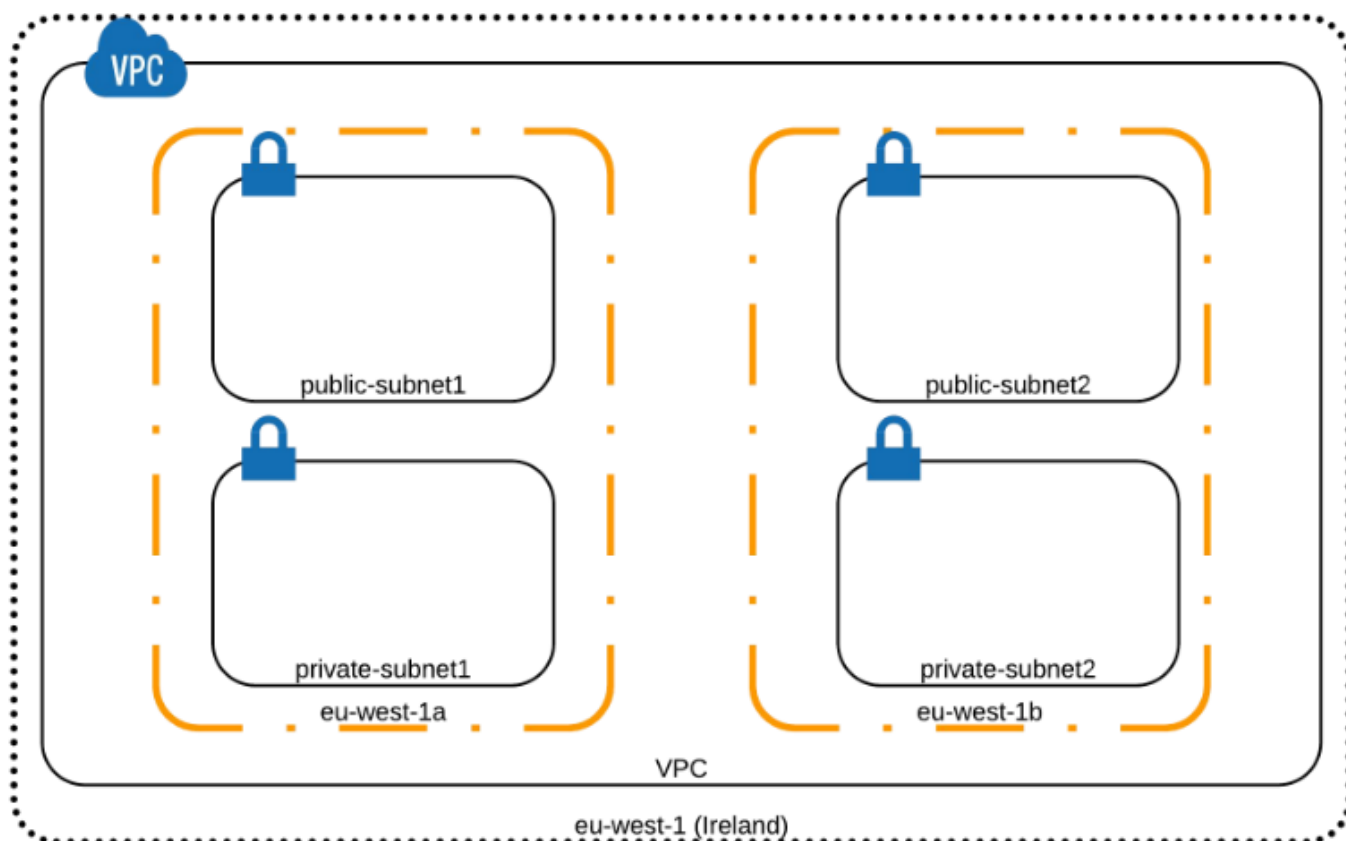 VPC
public-subnet1
public-subnet2
private-subnet1
private-subnet2
eu-west-1a
eu-west-1b
VPC
eu-west-1 (Ireland)